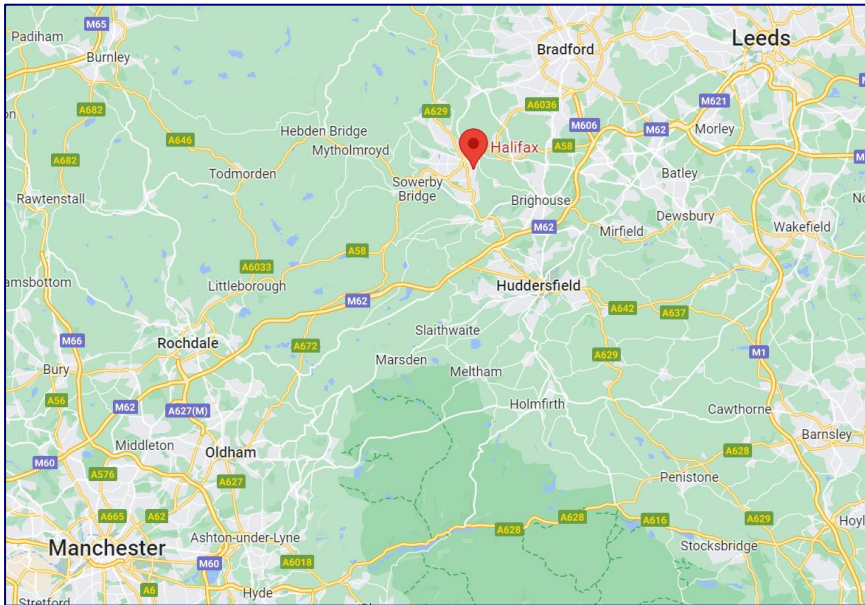 M65
Padiham
Burnley
Bradford
Leeds
A682
A629
A6036
M621
A646
Hebden Bridge
M606
M62
Morley
Mytholmroyd
Halifax
A58
A682
Todmorden
Sowerby
Bridge
Batley
Rawtenstall
Brighouse
Dewsbury
M62
Mirfield
Wakefield
A58
A6033
amsbottom
Littleborough
Huddersfield
M62
A642
A637
Slaithwaite
M66
Rochdale
A672
A629
M1
Marsden
Bury
Meltham
A56
M62
A627(M)
Holmfirth
Cawthorne
Middleton
Barnsley
Oldham
A628
M60
A576
A627
Penistone
A665
A62
A628
A628
A616
A629
Hoyl
Manchester
Ashton-under-Lyne
Stocksbridge
M60
A6018
A6
Hyde
Stretford